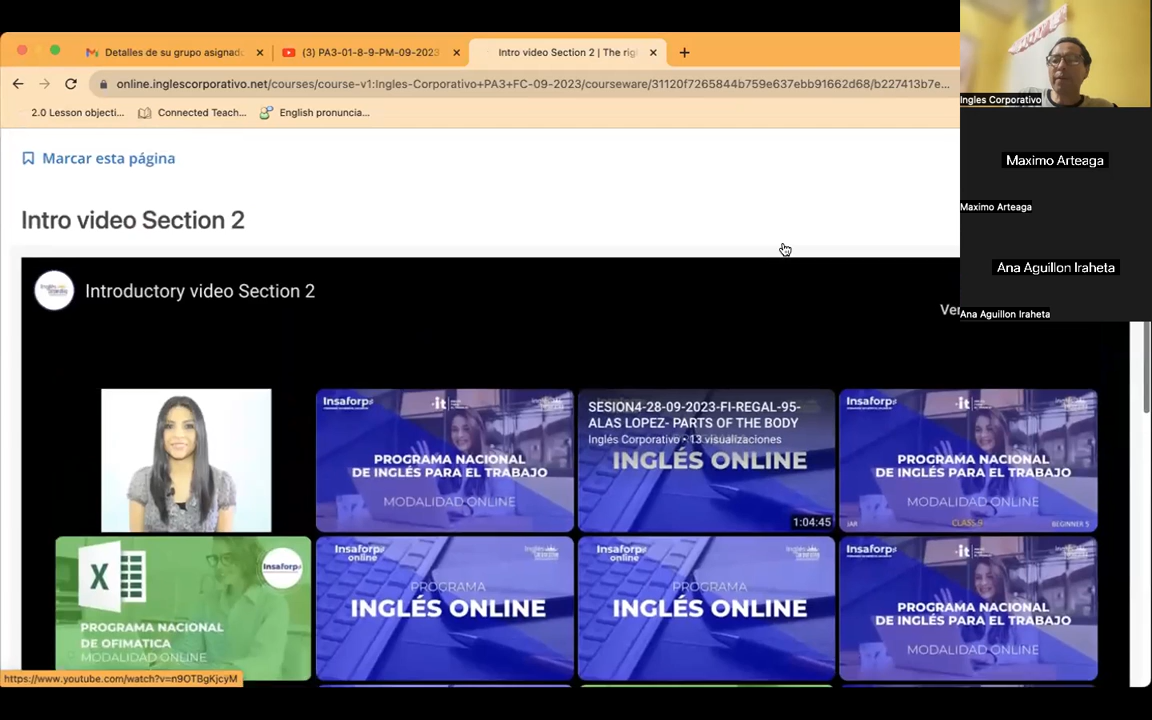 Detalles de su grupo asignad
(3) PA3-01-8-9-PM-09-2023
Intro video Section 2 | The rig
online.inglescorporativo.net/courses/course-v1:Ingles-Corporativo+PA3+FC-09-2023/courseware/31120f7265844b759e637ebb91662d68/b227413b7e...
2.0 Lesson objecti...
Connected Teach...
English pronuncia...
Ingles Corporativo
Maximo Arteaga
Maximo Arteaga
Ana Aguillon Iraheta
Ana Aguillon Iraheta
Marcar esta página
Intro video Section 2
Introductory video Section 2
Ver
Insaforp
it
PROGRAMA NACIONAL
DE INGLÉS PARA EL TRABAJO
MODALIDAD ONLINE
SESION4-28-09-2023-FI-REGAL-95-
ALAS LOPEZ- PARTS OF THE BODY
Inglés Corporativo • 13 visualizaciones
INGLÉS ONLINE
1:04:45
Insaforp
it
PROGRAMA NACIONAL
DE INGLÉS PARA EL TRABAJO
MODALIDAD ONLINE
JAR
CLASS 9
BEGINNER 5
X
Insaforp
PROGRAMA NACIONAL
DE OFIMATICA
MODALIDAD ONLINE
Insaforp
online
PROGRAMA
INGLÉS ONLINE
Insaforp
online
PROGRAMA
INGLÉS ONLINE
Insaforp
it
PROGRAMA NACIONAL
DE INGLÉS PARA EL TRABAJO
MODALIDAD ONLINE
https://www.youtube.com/watch?v=n9OTBgKjcyM